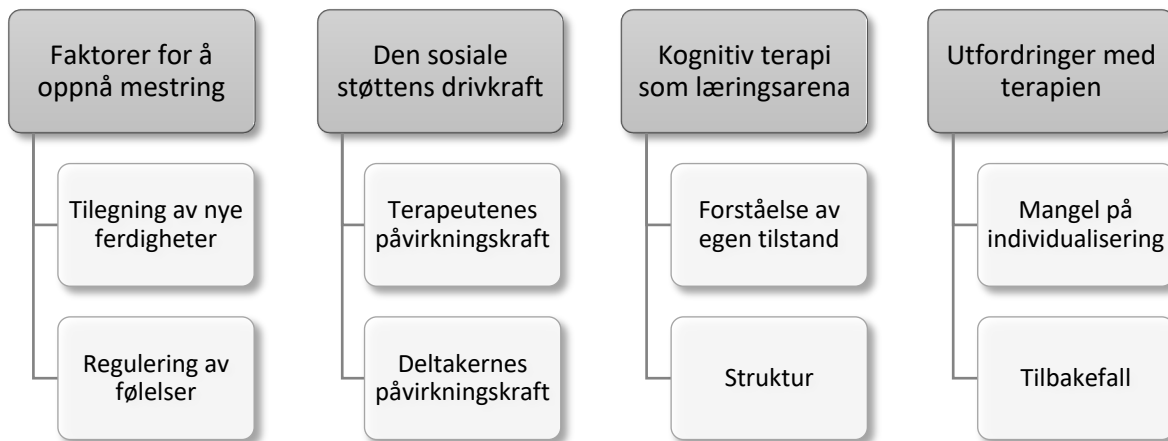 Faktorer for å
oppnå mestring
Tilegning av nye
ferdigheter
Regulering av
følelser
Den sosiale
støttens drivkraft
Terapeutenes
påvirkningskraft
Deltakernes
påvirkningskraft
Kognitiv terapi
som læringsarena
Forståelse av
egen tilstand
Struktur
Utfordringer med
terapien
Mangel på
individualisering
Tilbakefall